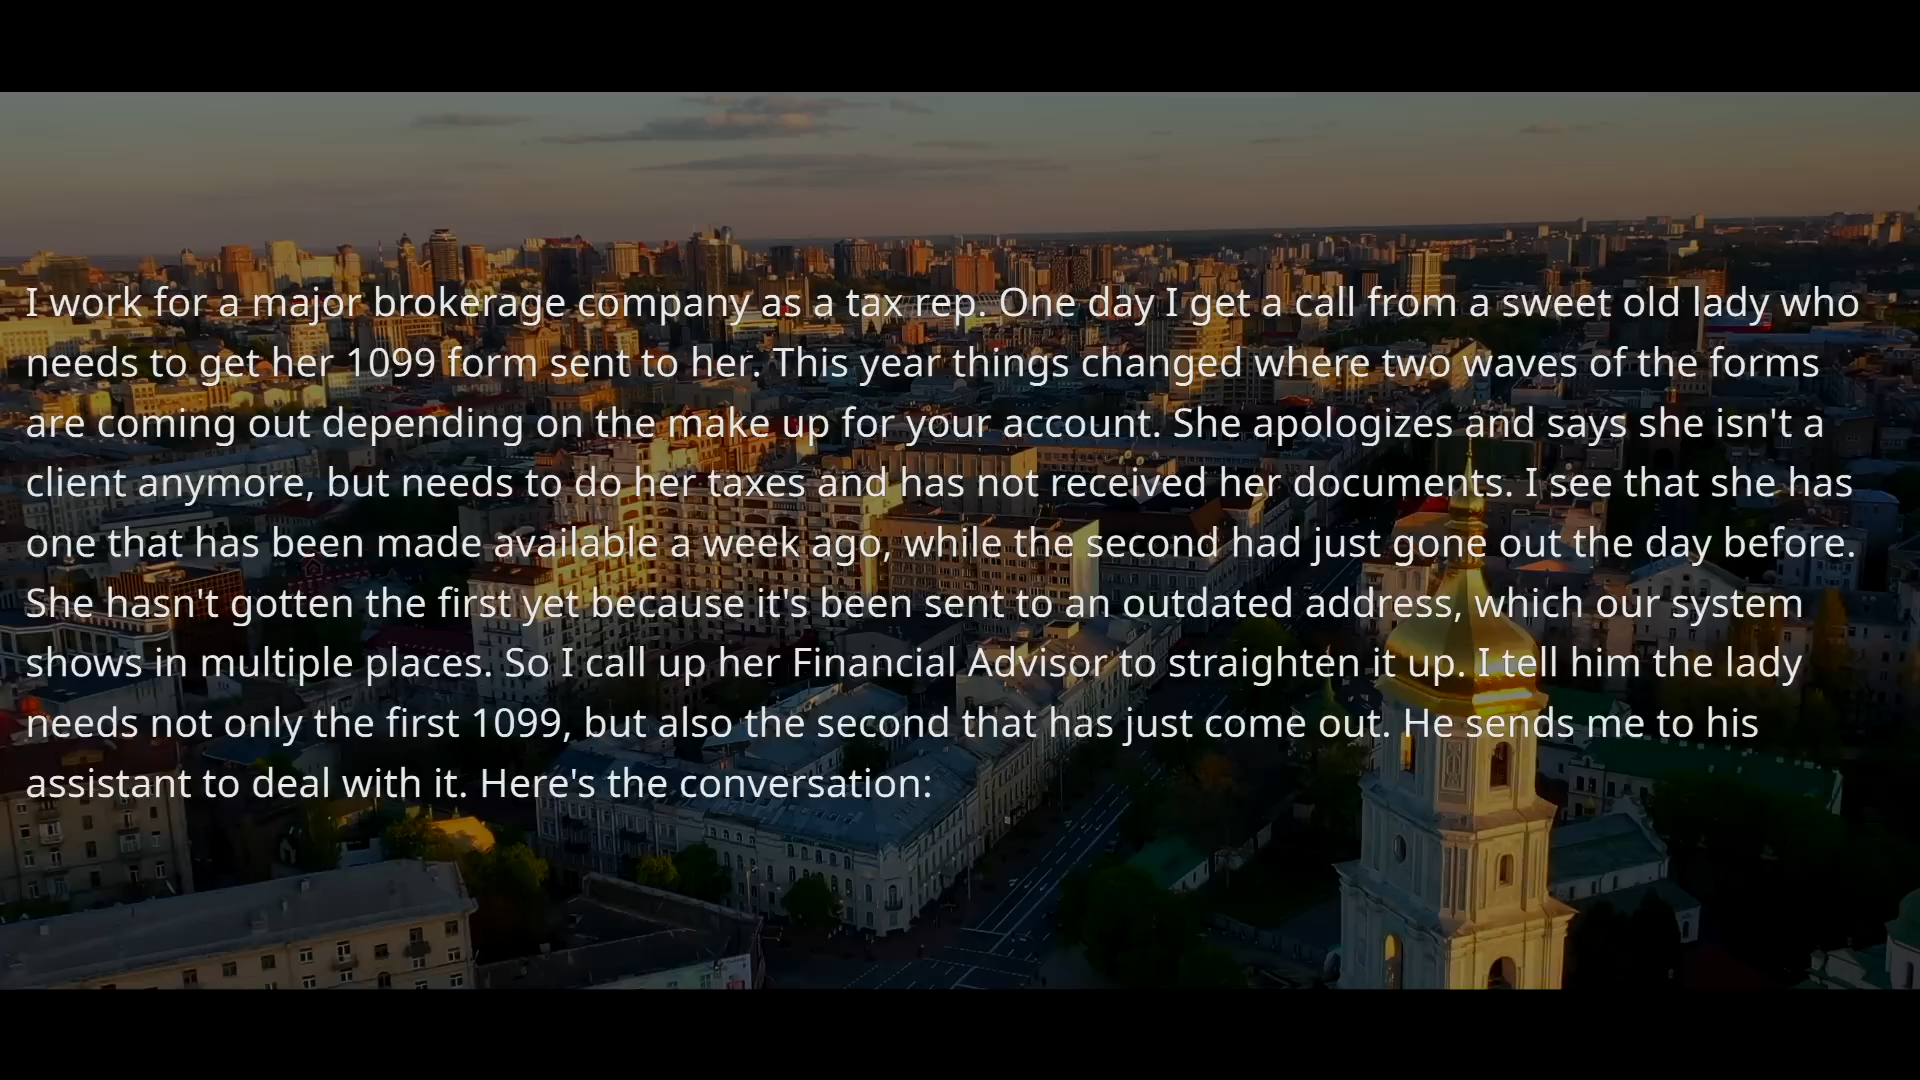 I work for a major brokerage company as a tax rep. One day I get a call from a sweet old lady who
needs to get her 1099 form sent to her. This year things changed where two waves of the forms
are coming out depending on the make up for your account. She apologizes and says she isn't a
client anymore, but needs to do her taxes and has not received her documents. I see that she has
one that has been made available a week ago, while the second had just gone out the day before.
She hasn't gotten the first yet because it's been sent to an outdated address, which our system
shows in multiple places. So I call up her Financial Advisor to straighten it up. I tell him the lady
needs not only the first 1099, but also the second that has just come out. He sends me to his
assistant to deal with it. Here's the conversation: